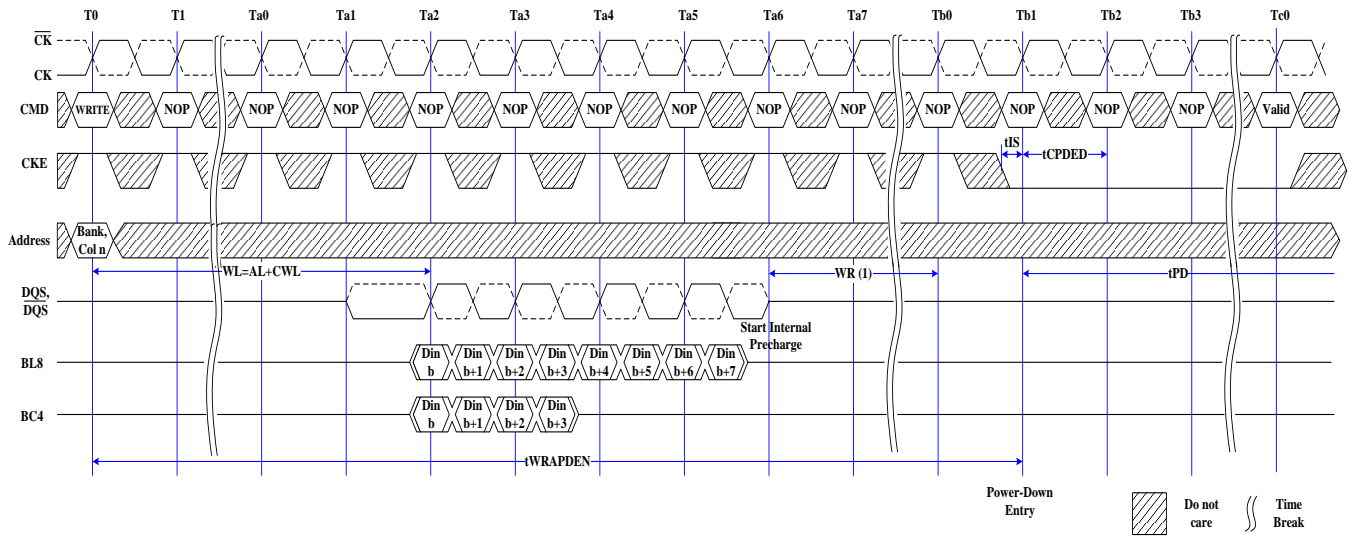 T0 T1 Ta0 Ta1 Ta2 Ta3 Ta4 Ta5 Ta6 Ta7 Tb0 Tb1 Tb2 Tb3 Tc0
CK
CK
CMD WRITE NOP NOP NOP NOP NOP NOP NOP NOP NOP NOP NOP NOP NOP Valid
tIS
CKE tCPDED
Address Bank,
Col n
WL=AL+CWL WR (1) tPD
DQS,
DQS
Start Internal
Precharge
BL8 Din b Din b+1 Din b+2 Din b+3 Din b+4 Din b+5 Din b+6 Din b+7
BC4 Din b Din b+1 Din b+2 Din b+3
tWRAPDEN
Power-Down
Entry
Do not
care
Time
Break